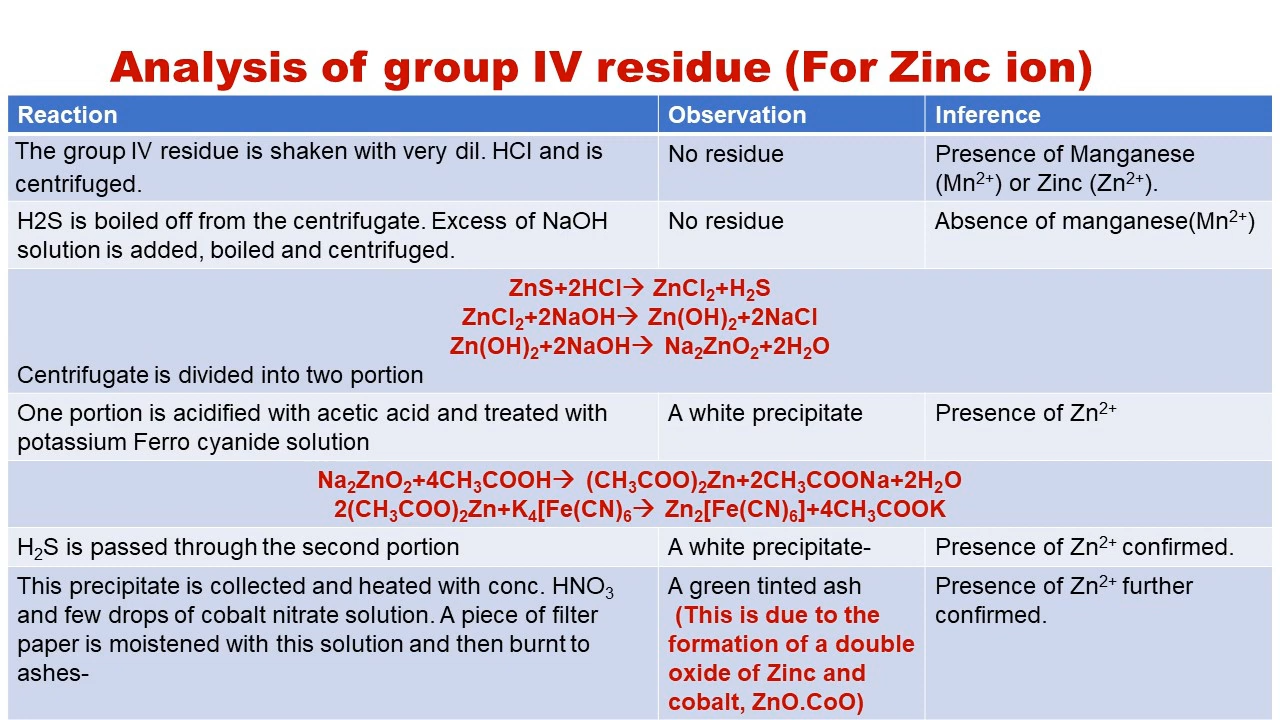 Analysis of group IV residue (For Zinc ion)
Reaction
Observation
Inference
The group IV residue is shaken with very dil. HCl and is
centrifuged.
No residue
Presence of Manganese
(Mn²⁺) or Zinc (Zn²⁺).
H2S is boiled off from the centrifugate. Excess of NaOH
solution is added, boiled and centrifuged.
No residue
Absence of manganese(Mn²⁺)
ZnS+2HCl→ ZnCl₂+H₂S
ZnCl₂+2NaOH→ Zn(OH)₂+2NaCl
Zn(OH)₂+2NaOH→ Na₂ZnO₂+2H₂O
Centrifugate is divided into two portion
One portion is acidified with acetic acid and treated with
potassium Ferro cyanide solution
A white precipitate
Presence of Zn²⁺
Na₂ZnO₂+4CH₃COOH→ (CH₃COO)₂Zn+2CH₃COONa+2H₂O
2(CH₃COO)₂Zn+K₄[Fe(CN)₆→ Zn₂[Fe(CN)₆]+4CH₃COOK
H₂S is passed through the second portion
A white precipitate-
Presence of Zn²⁺ confirmed.
This precipitate is collected and heated with conc. HNO₃
and few drops of cobalt nitrate solution. A piece of filter
paper is moistened with this solution and then burnt to
ashes-
A green tinted ash
(This is due to the
formation of a double
oxide of Zinc and
cobalt, ZnO.CoO)
Presence of Zn²⁺ further
confirmed.